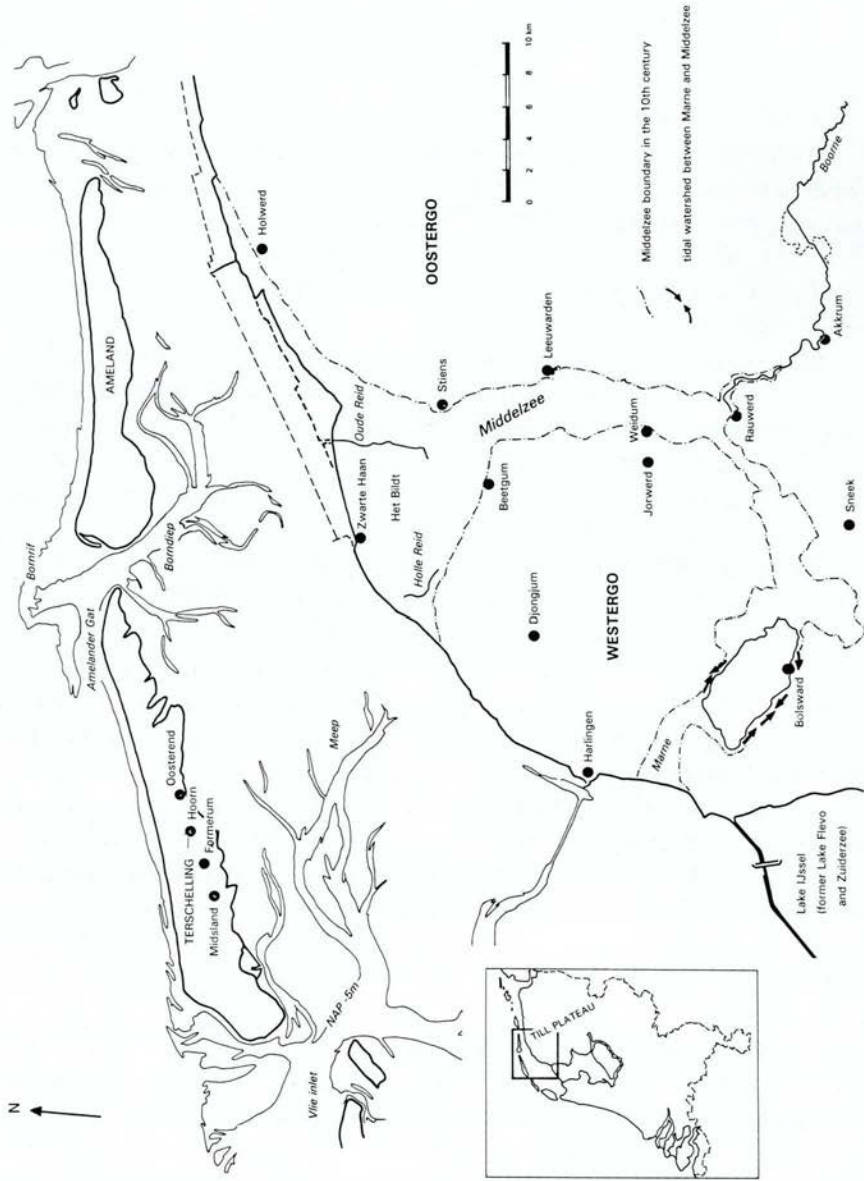 N
Bornrif
AMELAND
Amelander Gat
Borndiep
Oosterend
Hoorn
TERSCHELLING
Formerum
Midsland
Meep
NAP -5m
Vlie inlet
Holwerd
OOSTERGO
Oude Reid
Zwarte Haan
Het Bildt
Holle Reid
Stiens
Leeuwarden
Middelzee
Beetgum
Weidum
Jorwerd
Djongjum
WESTERGO
Harlingen
Marne
Bolsward
Rauwerd
Sneek
Akkrum
Boorne
Lake IJssel
(former Lake Flevo
and Zuiderzee)
0 2 4 6 8 10 km
Middelzee boundary in the 10th century
tidal watershed between Marne and Middelzee
TILL PLATEAU